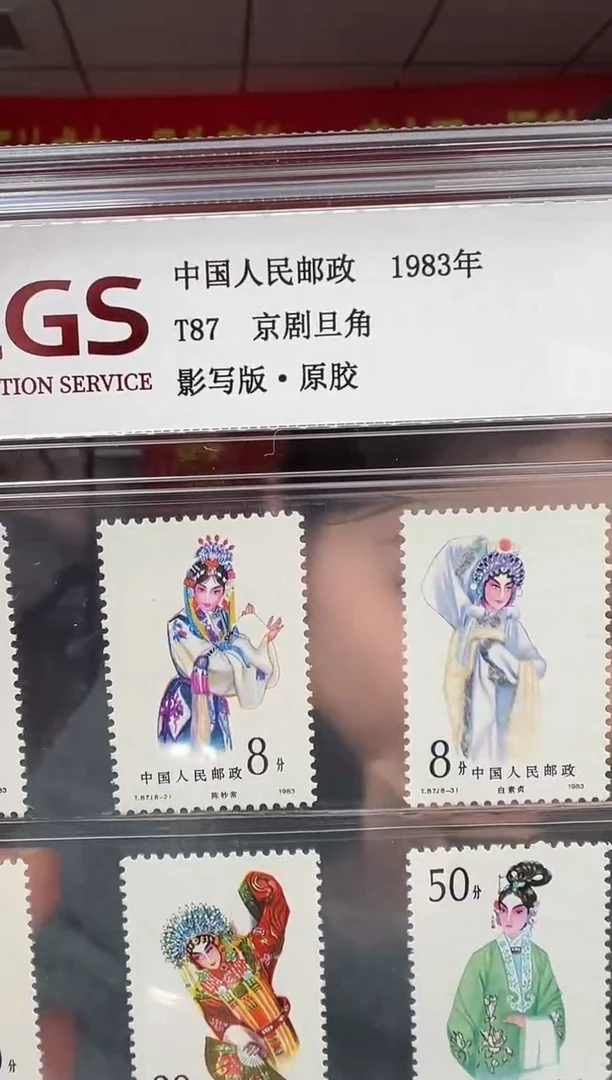 中国人民邮政 1983年
T87 京剧旦角
影写版·原胶
GS
TION SERVICE
中国人民邮政 8分
T.87.(8-2) 陈妙常 1983
8分 中国人民邮政
T.87.(8-3) 白素贞 1983
50分
分